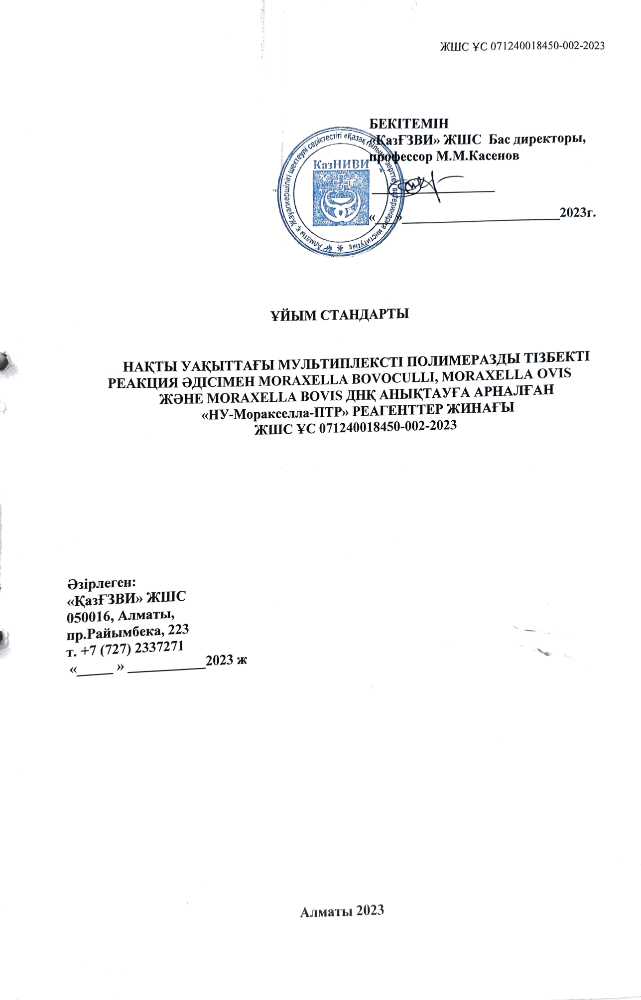 ЖШС ҰС 071240018450-002-2023
БЕКІТЕМІН
«ҚазҒЗВИ» ЖШС Бас директоры,
профессор М.М.Касенов
«___»_______________________2023г.
КазНИВИ
ҚР Алматы қ. Жауапкершілігі шектеулі серіктестігі «Қазақ ғылыми зерттеу ветеринария институты»
ҰЙЫМ СТАНДАРТЫ
НАҚТЫ УАҚЫТТАҒЫ МУЛЬТИПЛЕКСТІ ПОЛИМЕРАЗДЫ ТІЗБЕКТІ
РЕАКЦИЯ ӘДІСІМЕН MORAXELLA BOVOCULLI, MORAXELLA OVIS
ЖӘНЕ MORAXELLA BOVIS ДНҚ АНЫҚТАУҒА АРНАЛҒАН
«НУ-Моракселла-ПТР» РЕАГЕНТТЕР ЖИНАҒЫ
ЖШС ҰС 071240018450-002-2023
Әзірлеген:
«ҚазҒЗВИ» ЖШС
050016, Алматы,
пр.Райымбека, 223
т. +7 (727) 2337271
«_____ » ___________2023 ж
Алматы 2023